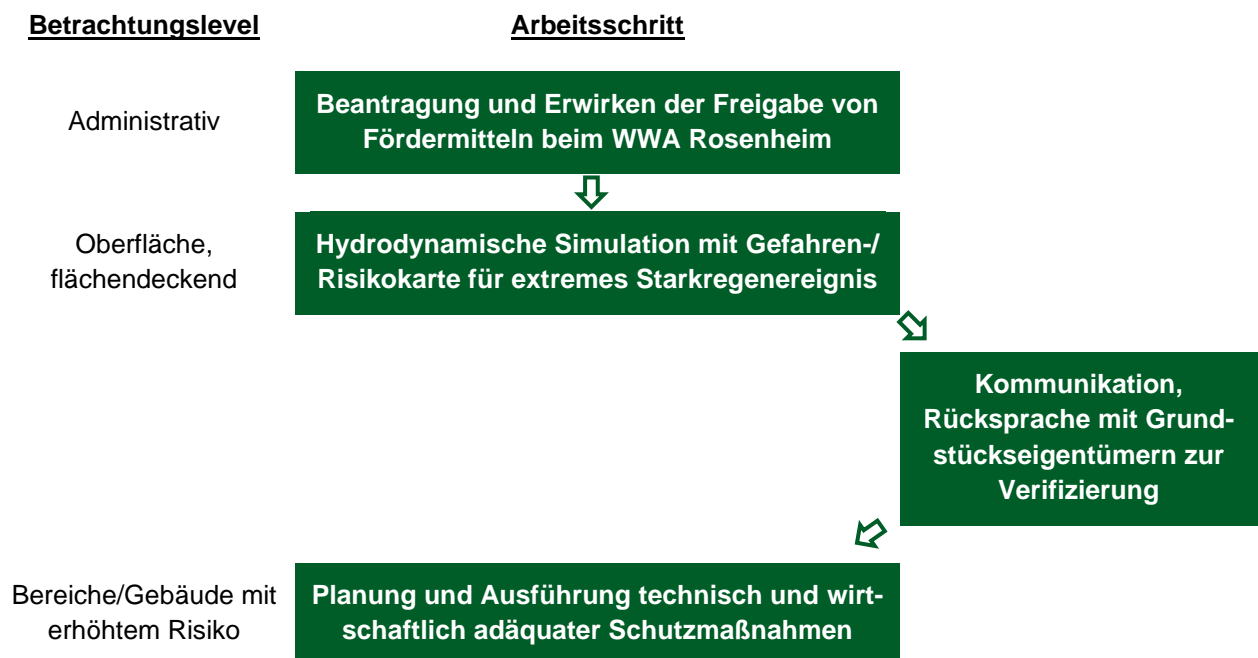 Betrachtungslevel
Arbeitsschritt
Administrativ
Beantragung und Erwirken der Freigabe von
Fördermitteln beim WWA Rosenheim
Oberfläche,
flächendeckend
Hydrodynamische Simulation mit Gefahren-/
Risikokarte für extremes Starkregenereignis
Kommunikation,
Rücksprache mit Grund-
stückseigentümern zur
Verifizierung
Bereiche/Gebäude mit
erhöhtem Risiko
Planung und Ausführung technisch und wirt-
schaftlich adäquater Schutzmaßnahmen